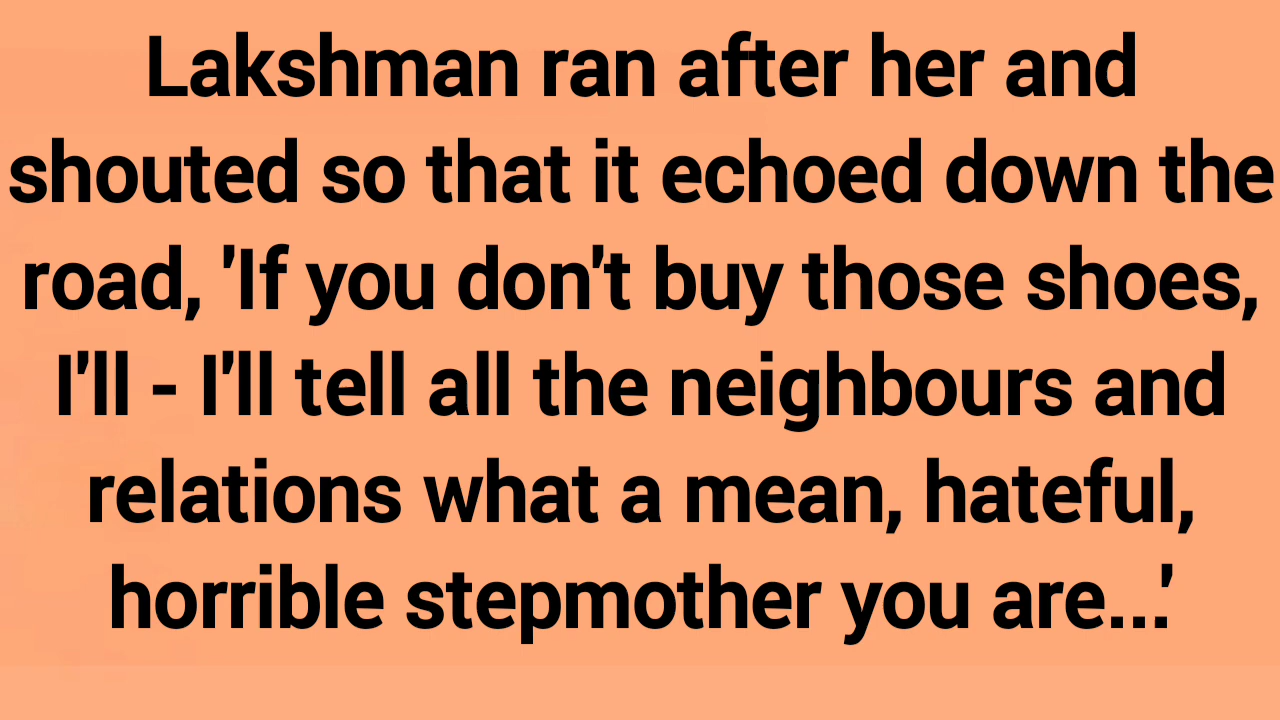 Lakshman ran after her and
shouted so that it echoed down the
road, 'If you don't buy those shoes,
I'll - I'll tell all the neighbours and
relations what a mean, hateful,
horrible stepmother you are...'